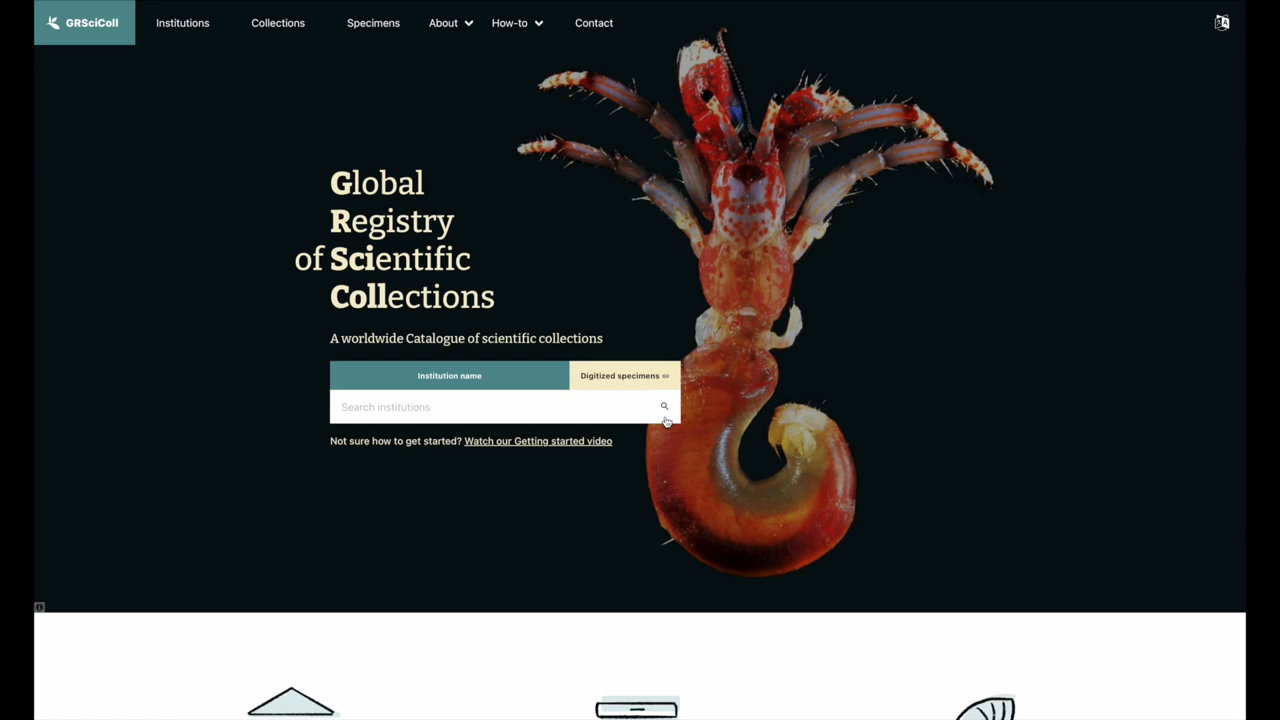 GRSciColl
Institutions
Collections
Specimens
About
How-to
Contact
Global
Registry
of Scientific
Collections
A worldwide Catalogue of scientific collections
Institution name
Digitized specimens
Search institutions
Not sure how to get started? Watch our Getting started video